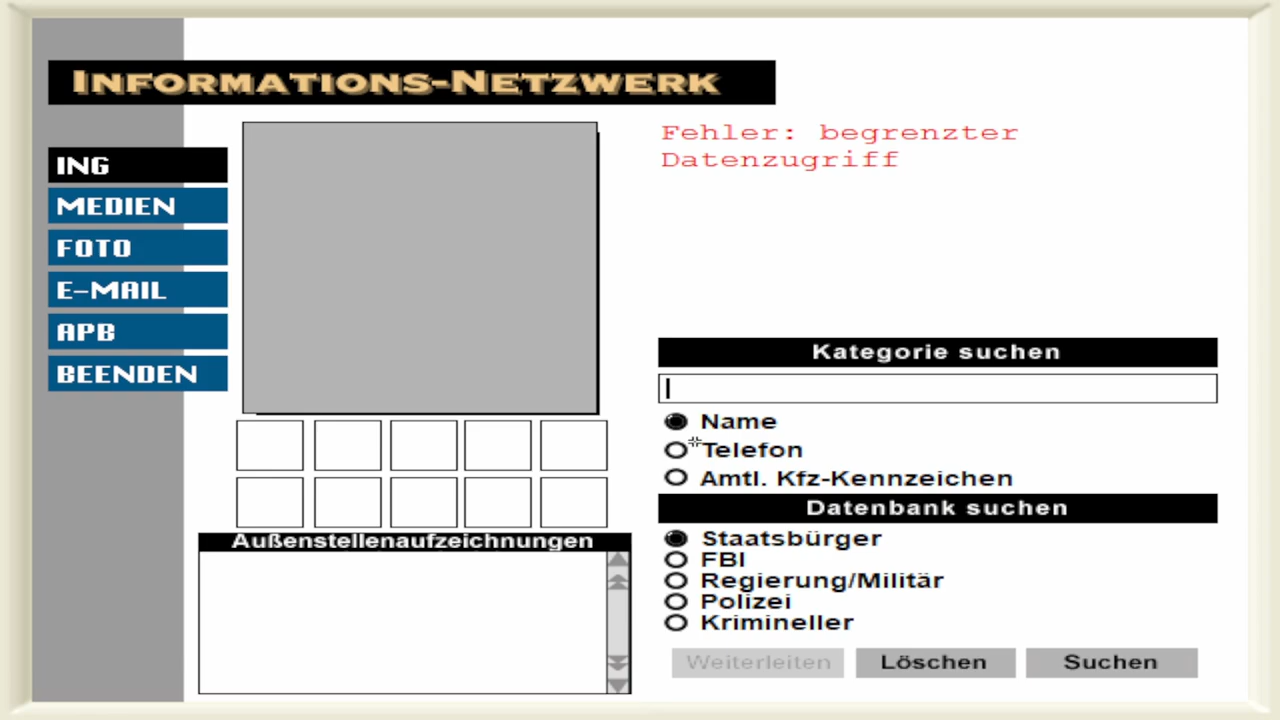 INFORMATIONS-NETZWERK
Fehler: begrenzter
Datenzugriff
ING
MEDIEN
FOTO
E-MAIL
APB
BEENDEN
Kategorie suchen
Name
Telefon
Amtl. Kfz-Kennzeichen
Datenbank suchen
Staatsbürger
FBI
Regierung/Militär
Polizei
Krimineller
Außenstellenaufzeichnungen
Weiterleiten
Löschen
Suchen